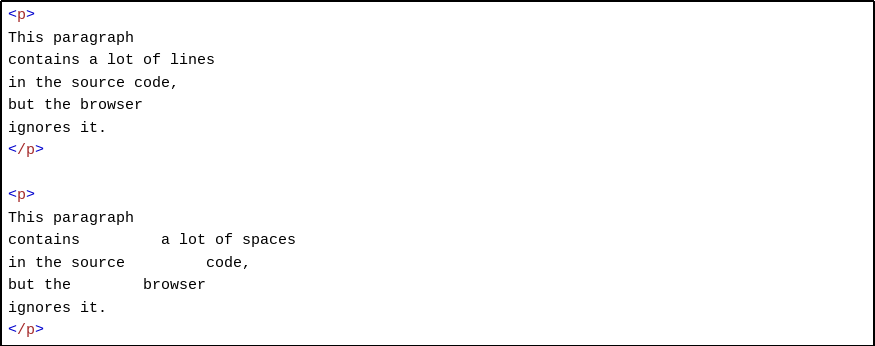 <p>
This paragraph
contains a lot of lines
in the source code,
but the browser
ignores it.
</p>

<p>
This paragraph
contains         a lot of spaces
in the source         code,
but the        browser
ignores it.
</p>